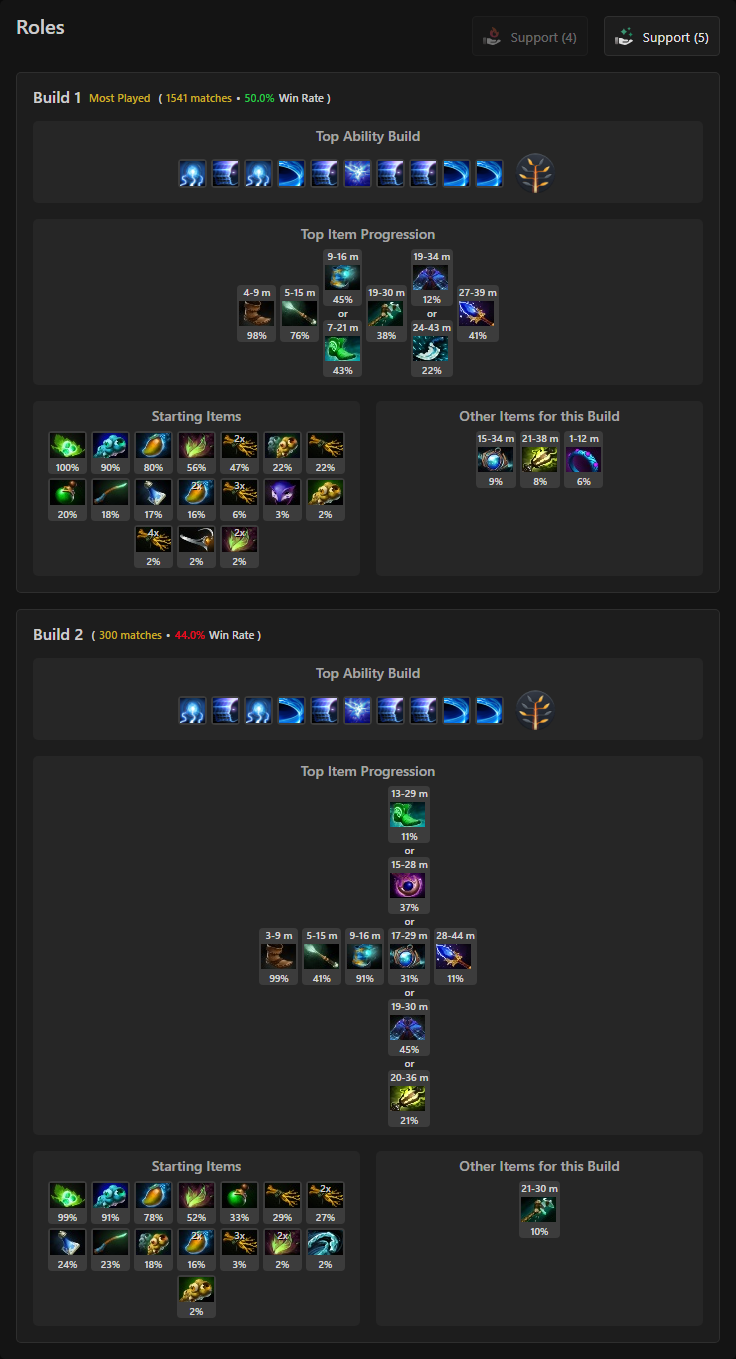 Roles
Support (4)
Support (5)
Build 1 Most Played ( 1541 matches • 50.0% Win Rate )
Top Ability Build
Top Item Progression
9-16 m 19-34 m
4-9 m 5-15 m 45% 19-30 m 12% 27-39 m
or or
7-21 m 24-43 m
98% 76% 38% 41%
43% 22%
Starting Items
2x
100% 90% 80% 56% 47% 22% 22%
2x 3x
20% 18% 17% 16% 6% 3% 2%
4x 2x
2% 2% 2%
Other Items for this Build
15-34 m 21-38 m 1-12 m
9% 8% 6%
Build 2 ( 300 matches • 44.0% Win Rate )
Top Ability Build
Top Item Progression
13-29 m
11%
or
15-28 m
37%
or
3-9 m 5-15 m 9-16 m 17-29 m 28-44 m
99% 41% 91% 31% 11%
or
19-30 m
45%
or
20-36 m
21%
Starting Items
2x
99% 91% 78% 52% 33% 29% 27%
2x 3x 2x
24% 23% 18% 16% 3% 2% 2%
2%
Other Items for this Build
21-30 m
10%